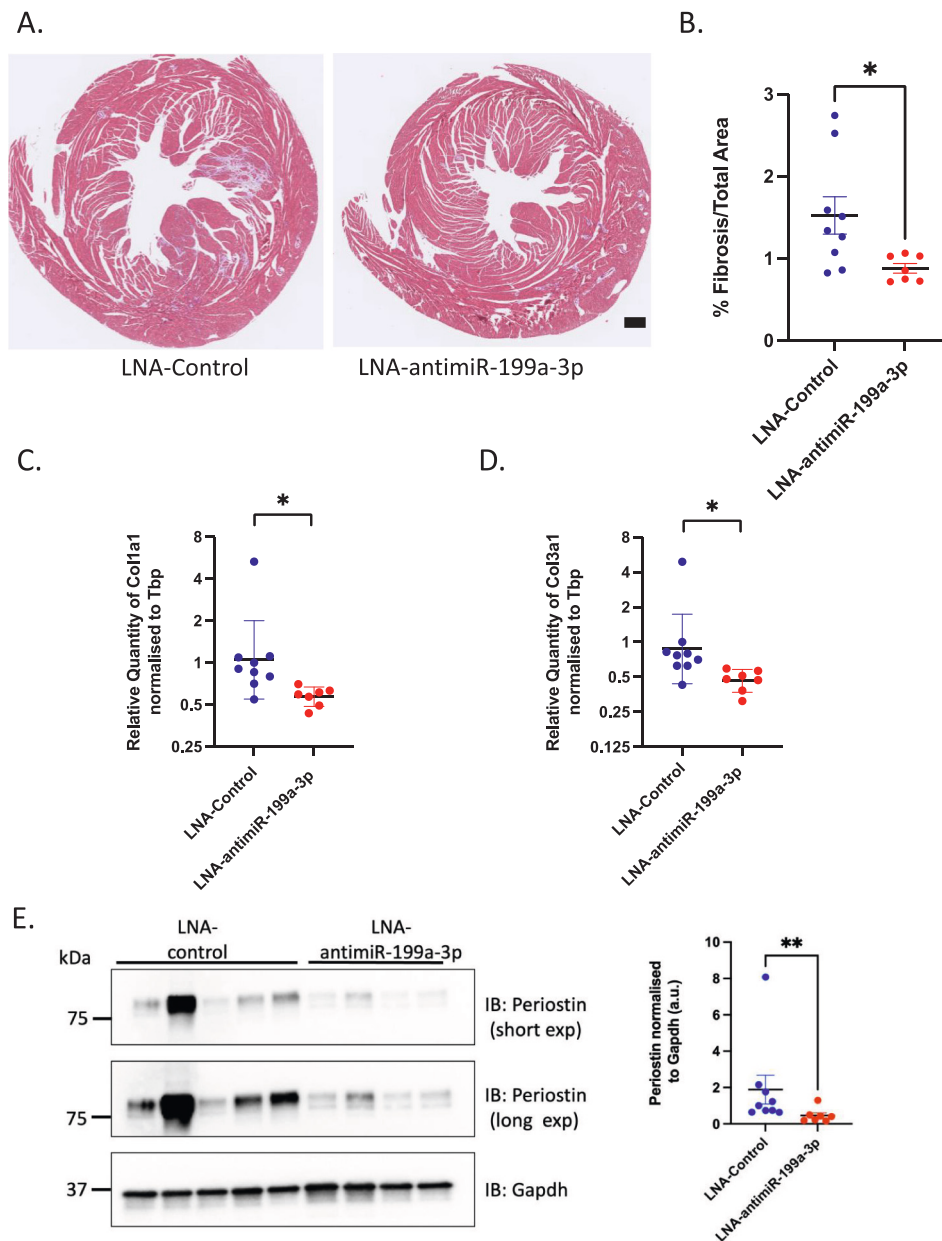 A.
LNA-Control
LNA-antimiR-199a-3p
B.
*
% Fibrosis/Total Area
3
2
1
0
LNA-Control
LNA-antimiR-199a-3p
C.
*
Relative Quantity of Col1a1
normalised to Tbp
8
4
2
1
0.5
0.25
LNA-Control
LNA-antimiR-199a-3p
D.
*
Relative Quantity of Col3a1
normalised to Tbp
8
4
2
1
0.5
0.25
0.125
LNA-Control
LNA-antimiR-199a-3p
E.
LNA-
control
LNA-
antimiR-199a-3p
kDa
75
IB: Periostin
(short exp)
75
IB: Periostin
(long exp)
37
IB: Gapdh
**
Periostin normalised
to Gapdh (a.u.)
10
8
6
4
2
0
LNA-Control
LNA-antimiR-199a-3p